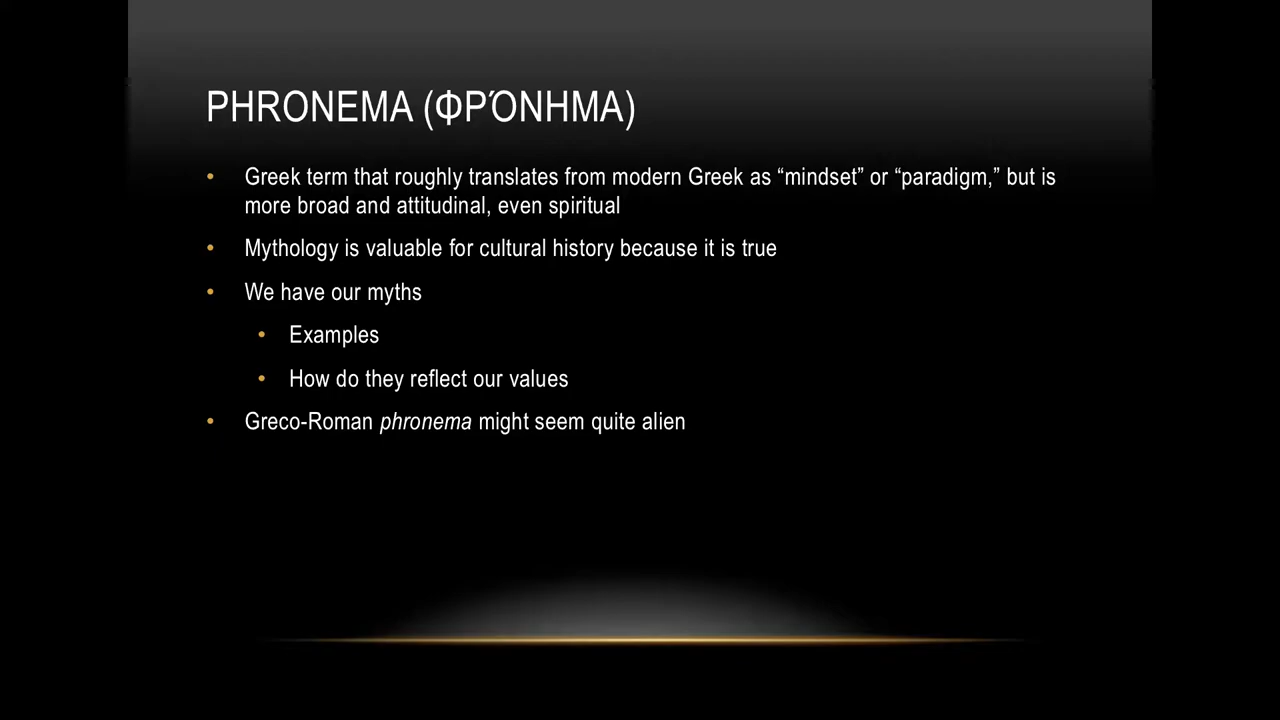 PHRONEMA (ΦΡΌΝΗΜΑ)
• Greek term that roughly translates from modern Greek as “mindset” or “paradigm,” but is
more broad and attitudinal, even spiritual
• Mythology is valuable for cultural history because it is true
• We have our myths
• Examples
• How do they reflect our values
• Greco-Roman phronema might seem quite alien